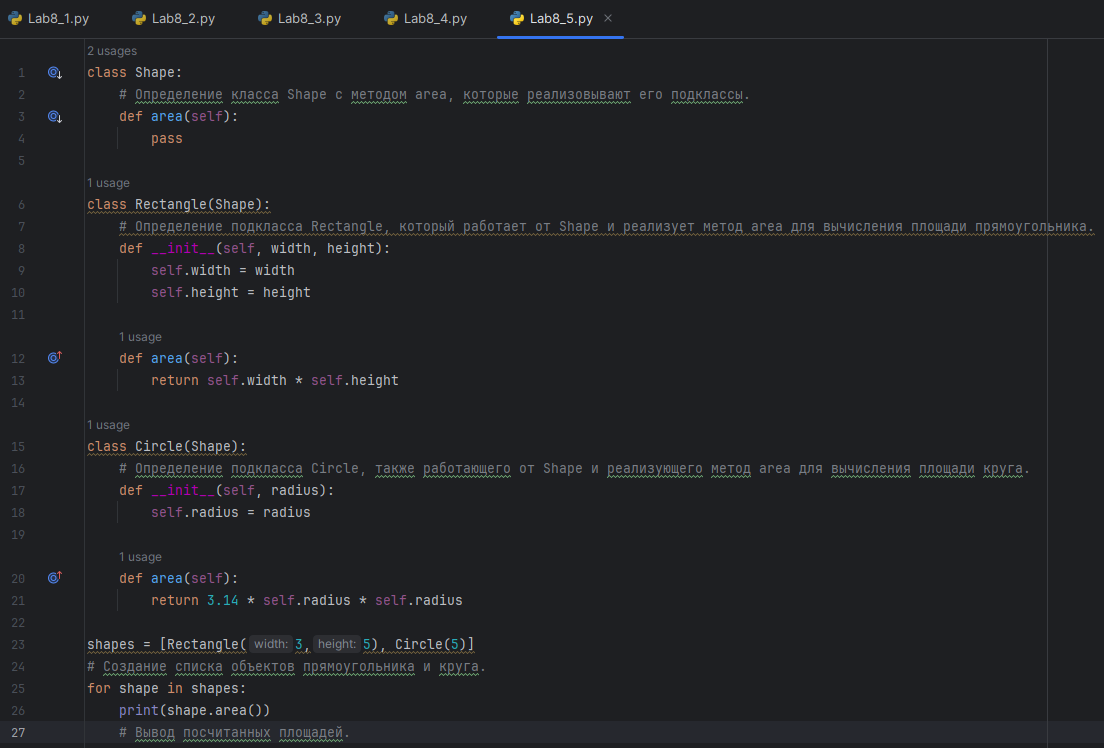 Lab8_1.py Lab8_2.py Lab8_3.py Lab8_4.py Lab8_5.py ×
2 usages
1 class Shape:
2     # Определение класса Shape с методом area, которые реализовывают его подклассы.
3     def area(self):
4         pass
5
1 usage
6 class Rectangle(Shape):
7     # Определение подкласса Rectangle, который работает от Shape и реализует метод area для вычисления площади прямоугольника.
8     def __init__(self, width, height):
9         self.width = width
10         self.height = height
11
1 usage
12     def area(self):
13         return self.width * self.height
14
1 usage
15 class Circle(Shape):
16     # Определение подкласса Circle, также работающего от Shape и реализующего метод area для вычисления площади круга.
17     def __init__(self, radius):
18         self.radius = radius
19
1 usage
20     def area(self):
21         return 3.14 * self.radius * self.radius
22
23 shapes = [Rectangle( width: 3, height: 5), Circle(5)]
24 # Создание списка объектов прямоугольника и круга.
25 for shape in shapes:
26     print(shape.area())
27     # Вывод посчитанных площадей.